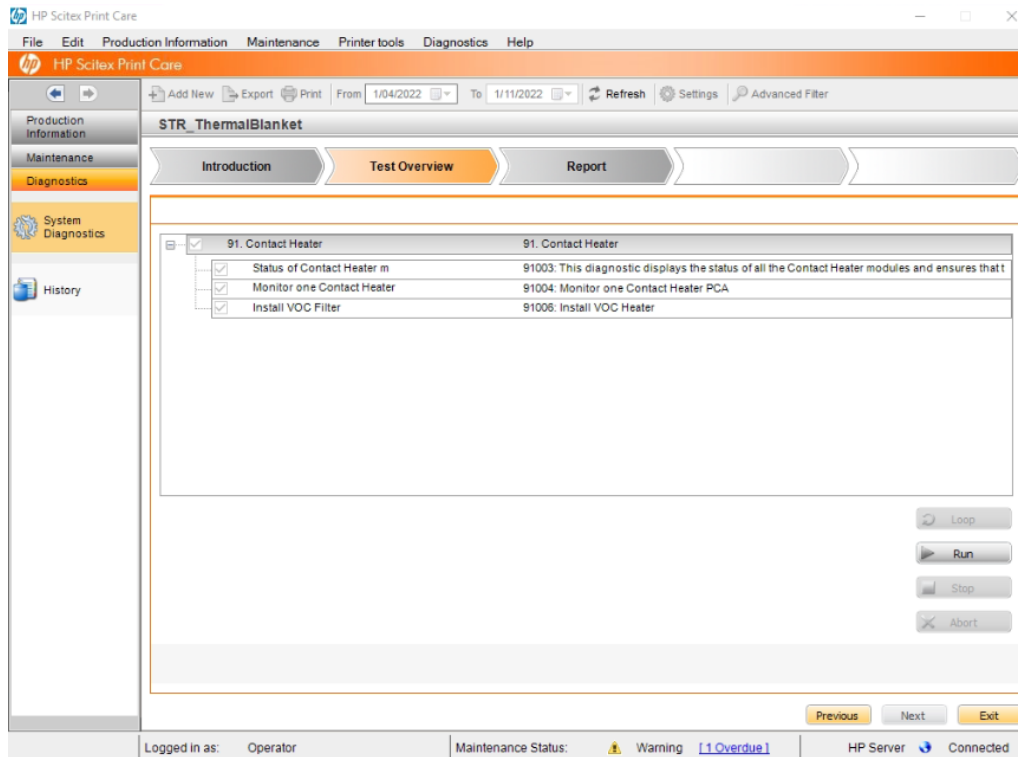 HP Scitex Print Care
File Edit Production Information Maintenance Printer tools Diagnostics Help
hp HP Scitex Print Care
Add New Export Print From 1/04/2022 To 1/11/2022 Refresh Settings Advanced Filter
Production Information
STR_ThermalBlanket
Maintenance
Introduction Test Overview Report
Diagnostics
System Diagnostics
91. Contact Heater 91. Contact Heater
Status of Contact Heater m 91003: This diagnostic displays the status of all the Contact Heater modules and ensures that t
History
Monitor one Contact Heater 91004: Monitor one Contact Heater PCA
Install VOC Filter 91006: Install VOC Heater
Loop
Run
Stop
Abort
Previous Next Exit
Logged in as: Operator Maintenance Status: Warning [1 Overdue] HP Server Connected